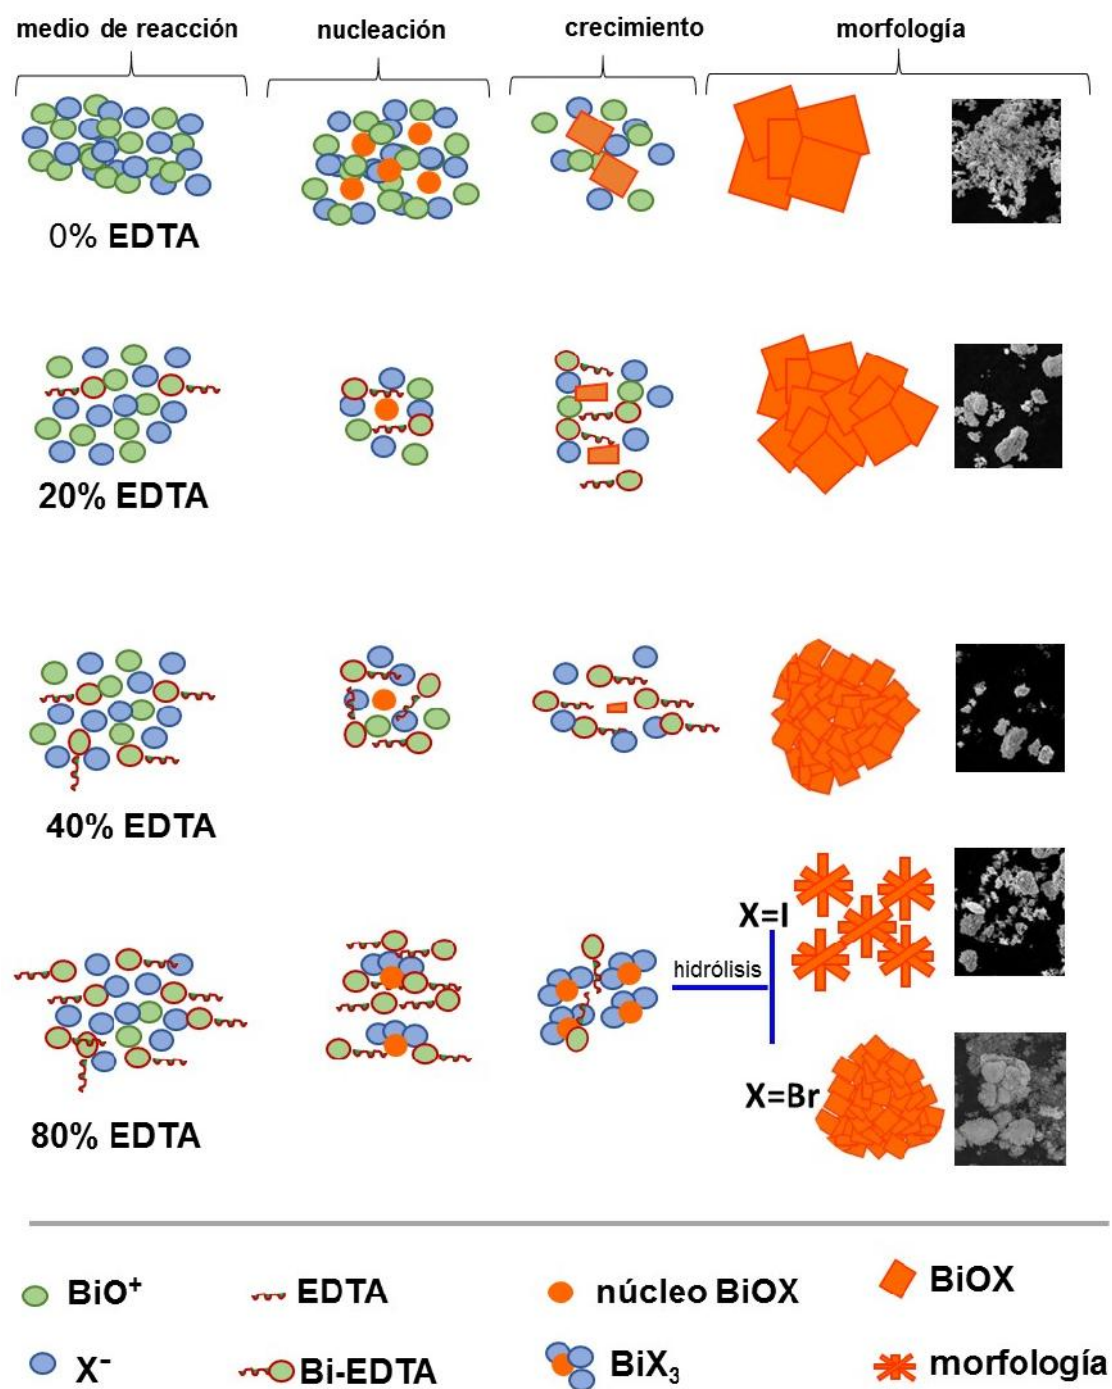 medio de reacción nucleación crecimiento morfología
0% EDTA
20% EDTA
40% EDTA
X=I
hidrólisis
X=Br
80% EDTA
BiO⁺ EDTA núcleo BiOX BiOX
X⁻ Bi-EDTA BiX₃ morfología